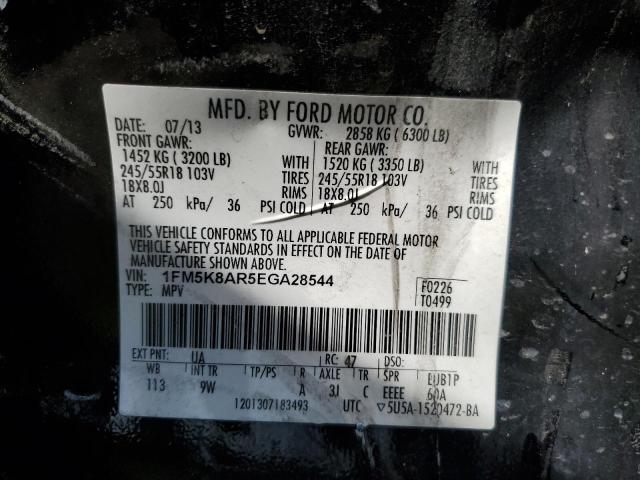 MFD. BY FORD MOTOR CO.
DATE: 07/13 GVWR: 2858 KG ( 6300 LB)
FRONT GAWR: REAR GAWR:
1452 KG ( 3200 LB) WITH 1520 KG ( 3350 LB) WITH
245/55R18 103V TIRES 245/55R18 103V TIRES
18X8.0J RIMS 18X8.0J RIMS
AT 250 kPa/ 36 PSI COLD AT 250 kPa/ 36 PSI COLD
THIS VEHICLE CONFORMS TO ALL APPLICABLE FEDERAL MOTOR
VEHICLE SAFETY STANDARDS IN EFFECT ON THE DATE OF
MANUFACTURE SHOWN ABOVE.
VIN: 1FM5K8AR5EGA28544 F0226
TYPE: MPV T0499
EXT PNT: UA RC: 47 DSO:
WB INT TR TP/PS R AXLE TR SPR EUB1P
113 9W A 3J C EEEE 60A
1201307183493 UTC ▽5U5A-1520472-BA